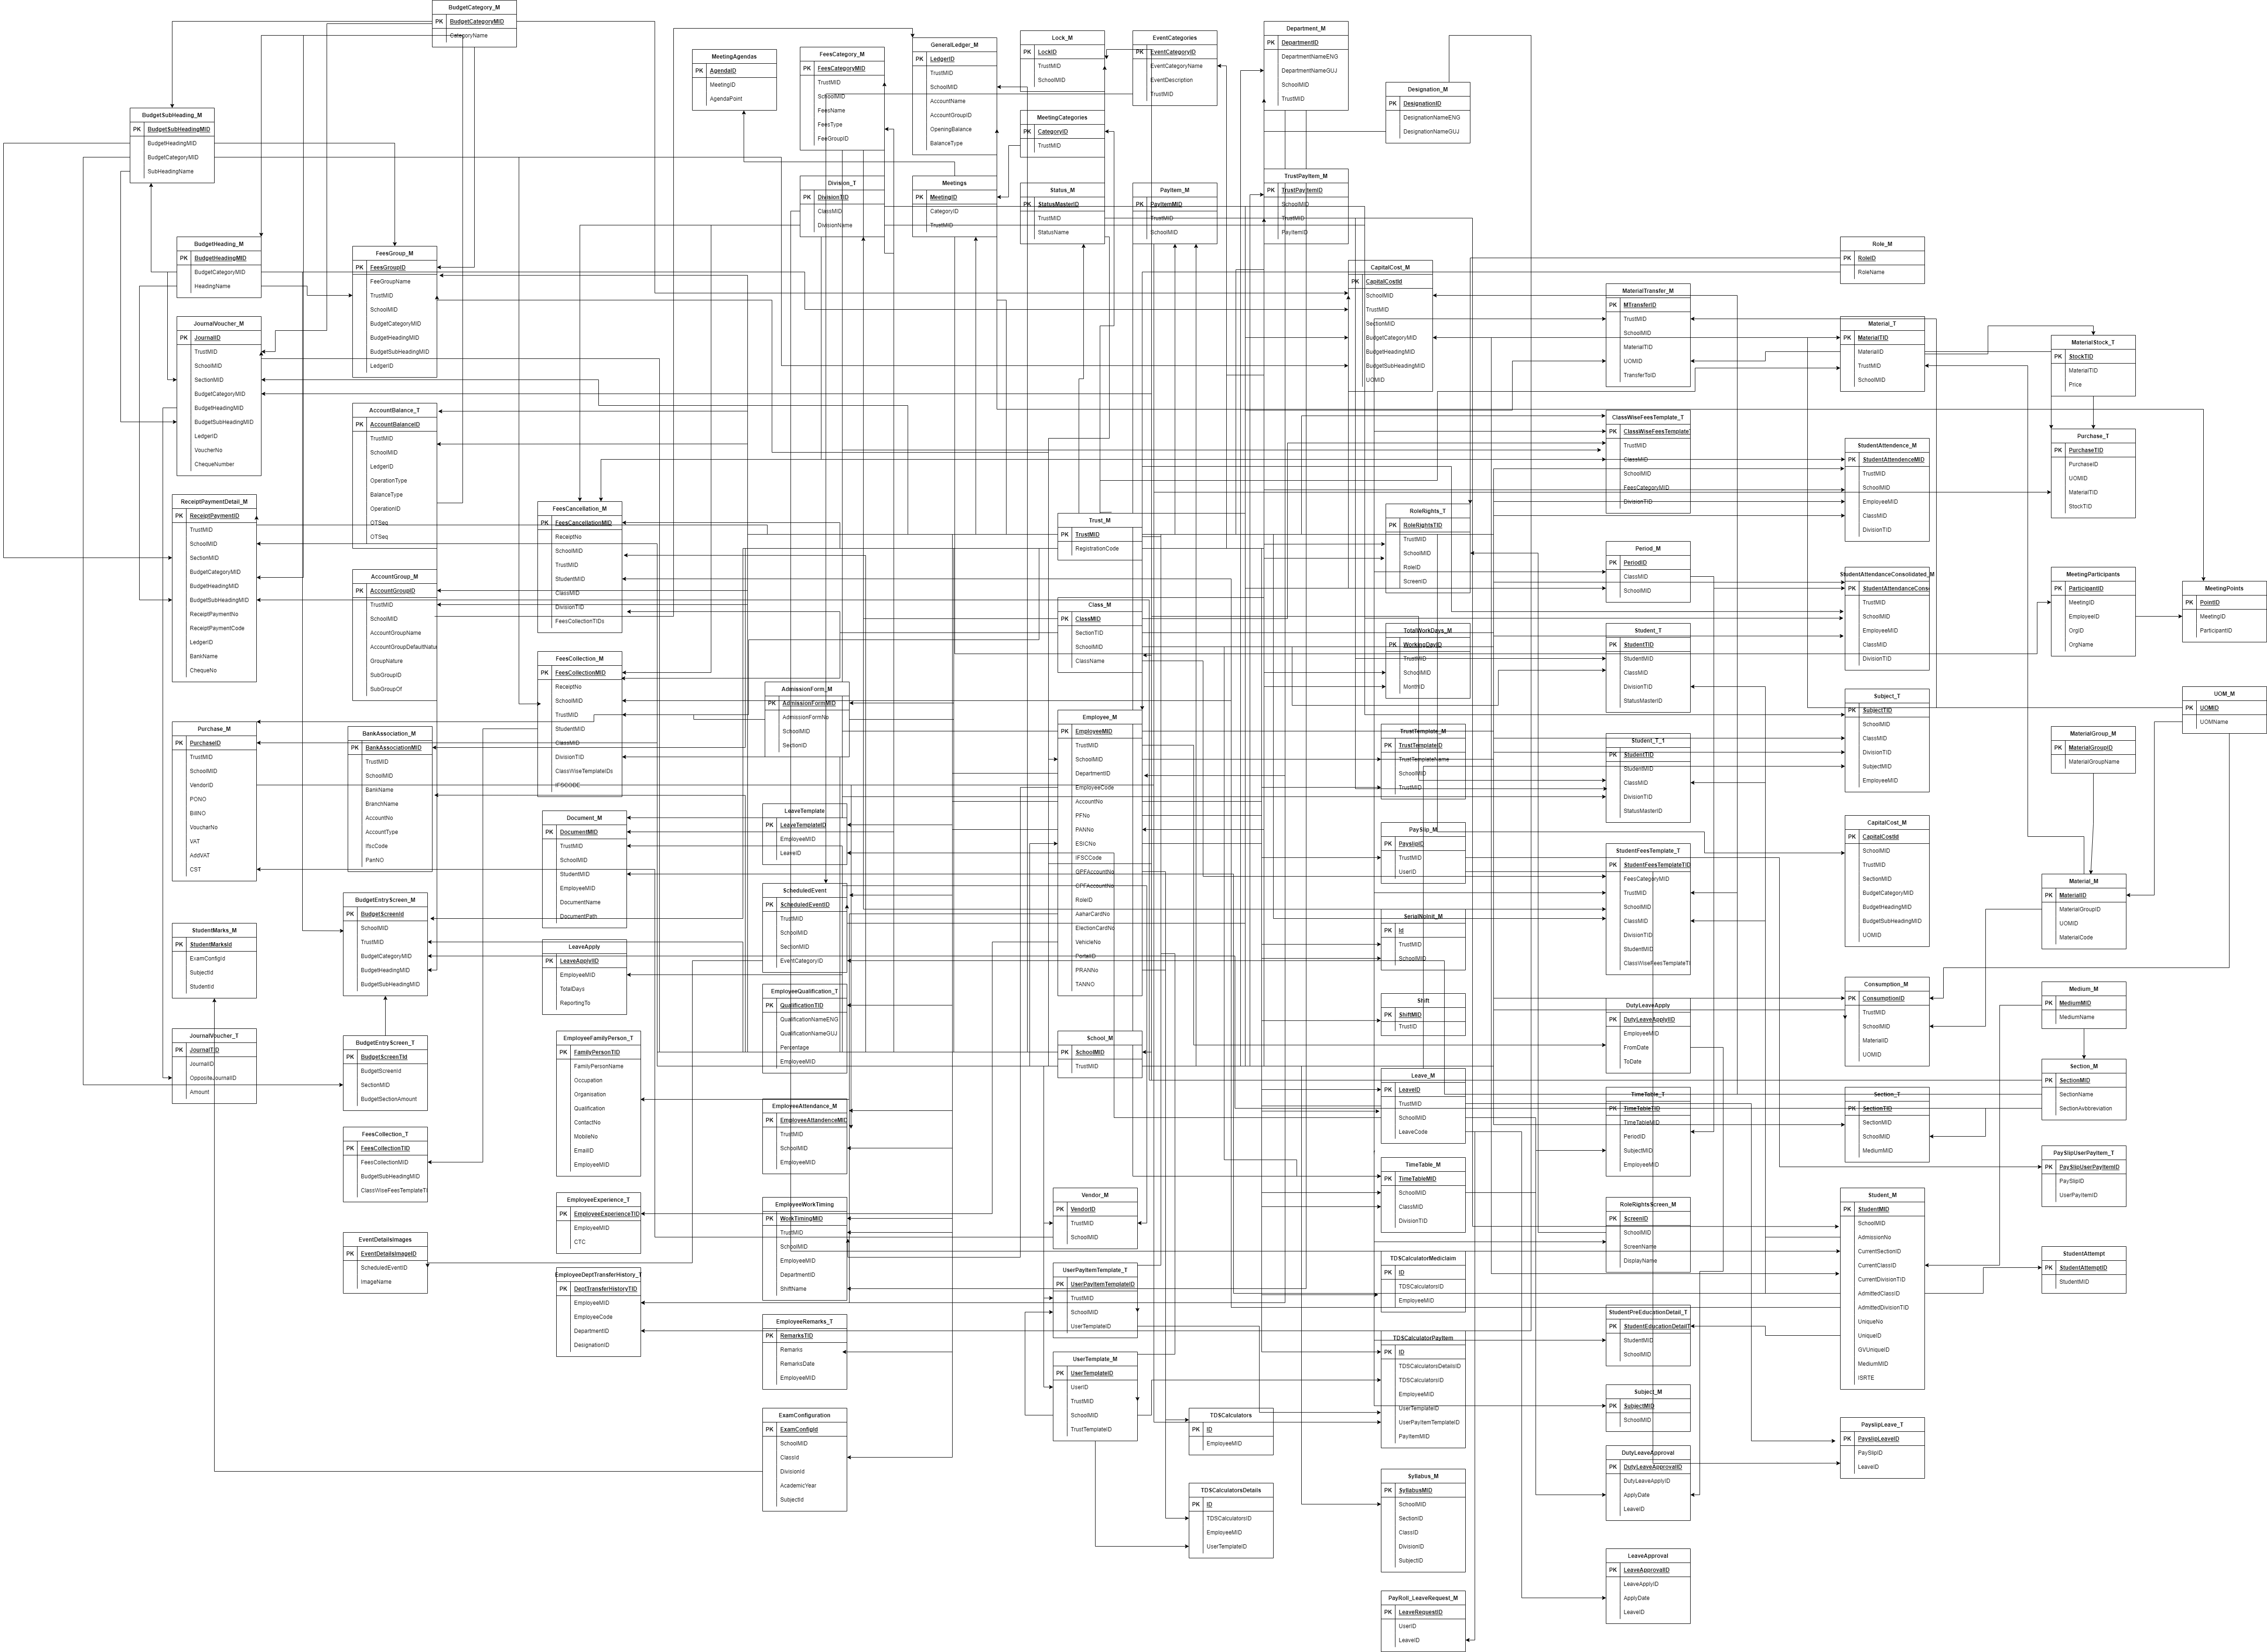 BudgetCategory_M
PK BudgetCategoryMID
CategoryName
BudgetSubHeading_M
PK BudgetSubHeadingMID
BudgetHeadingMID
BudgetCategoryMID
SubHeadingName
BudgetHeading_M
PK BudgetHeadingMID
BudgetCategoryMID
HeadingName
JournalVoucher_M
PK JournalID
TrustMID
SchoolMID
SectionMID
BudgetCategoryMID
BudgetHeadingMID
BudgetSubHeadingMID
LedgerID
VoucherNo
ChequeNumber
ReceiptPaymentDetail_M
PK ReceiptPaymentID
TrustMID
SchoolMID
SectionMID
BudgetCategoryMID
BudgetHeadingMID
BudgetSubHeadingMID
ReceiptPaymentNo
ReceiptPaymentCode
LedgerID
BankName
ChequeNo
Purchase_M
PK PurchaseID
TrustMID
SchoolMID
VendorID
PONO
BillNO
VoucharNo
VAT
AddVAT
CST
StudentMarks_M
PK StudentMarksId
ExamConfigId
SubjectId
StudentId
JournalVoucher_T
PK JournalTID
JournalID
OppositeJournalID
Amount
FeesGroup_M
PK FeesGroupID
FeeGroupName
TrustMID
SchoolMID
BudgetCategoryMID
BudgetHeadingMID
BudgetSubHeadingMID
LedgerID
AccountBalance_T
PK AccountBalanceID
TrustMID
SchoolMID
LedgerID
OperationType
BalanceType
OperationID
OTSeq
OTSeq
AccountGroup_M
PK AccountGroupID
TrustMID
SchoolMID
AccountGroupName
AccountGroupDefaultNatur
GroupNature
SubGroupID
SubGroupOf
BankAssociation_M
PK BankAssociationMID
TrustMID
SchoolMID
BankName
BranchName
AccountNo
AccountType
IfscCode
PanNO
BudgetEntryScreen_M
PK BudgetScreenId
SchoolMID
TrustMID
BudgetCategoryMID
BudgetHeadingMID
BudgetSubHeadingMID
BudgetEntryScreen_T
PK BudgetScreenTId
BudgetScreenId
SectionMID
BudgetSectionAmount
FeesCollection_T
PK FeesCollectionTID
FeesCollectionMID
BudgetSubHeadingMID
ClassWiseFeesTemplateTI
EventDetailsImages
PK EventDetailsImageID
ScheduledEventID
ImageName
FeesCancellation_M
PK FeesCancellationMID
ReceiptNo
SchoolMID
TrustMID
StudentMID
ClassMID
DivisionTID
FeesCollectionTIDs
FeesCollection_M
PK FeesCollectionMID
ReceiptNo
SchoolMID
TrustMID
StudentMID
ClassMID
DivisionTID
ClassWiseTemplateIDs
IFSCODE
Document_M
PK DocumentMID
TrustMID
SchoolMID
StudentMID
EmployeeMID
DocumentName
DocumentPath
LeaveApply
PK LeaveApplyID
EmployeeMID
TotalDays
ReportingTo
EmployeeFamilyPerson_T
PK FamilyPersonTID
FamilyPersonName
Occupation
Organisation
Qualification
ContactNo
MobileNo
EmailID
EmployeeMID
EmployeeExperience_T
PK EmployeeExperienceTID
EmployeeMID
CTC
EmployeeDeptTransferHistory_T
PK DeptTransferHistoryTID
EmployeeMID
EmployeeCode
DepartmentID
DesignationID
MeetingAgendas
PK AgendaID
MeetingID
AgendaPoint
FeesCategory_M
PK FeesCategoryMID
TrustMID
SchoolMID
FeesName
FeesType
FeeGroupID
Division_T
PK DivisionTID
ClassMID
DivisionName
AdmissionForm_M
PK AdmissionFormMID
AdmissionFormNo
SchoolMID
SectionID
LeaveTemplate
PK LeaveTemplateID
EmployeeMID
LeaveID
ScheduledEvent
PK ScheduledEventID
TrustMID
SchoolMID
SectionMID
EventCategoryID
EmployeeQualification_T
PK QualificationTID
QualificationNameENG
QualificationNameGUJ
Percentage
EmployeeMID
EmployeeAttendance_M
PK EmployeeAttandenceMID
TrustMID
SchoolMID
EmployeeMID
EmployeeWorkTiming
PK WorkTimingMID
TrustMID
SchoolMID
EmployeeMID
DepartmentID
ShiftName
EmployeeRemarks_T
PK RemarksTID
Remarks
RemarksDate
EmployeeMID
ExamConfiguration
PK ExamConfigId
SchoolMID
ClassId
DivisionId
AcademicYear
SubjectId
GeneralLedger_M
PK LedgerID
TrustMID
SchoolMID
AccountName
AccountGroupID
OpeningBalance
BalanceType
Meetings
PK MeetingID
CategoryID
TrustMID
Lock_M
PK LockID
TrustMID
SchoolMID
MeetingCategories
PK CategoryID
TrustMID
Status_M
PK StatusMasterID
TrustMID
StatusName
EventCategories
PK EventCategoryID
EventCategoryName
EventDescription
TrustMID
PayItem_M
PK PayItemMID
TrustMID
SchoolMID
Trust_M
PK TrustMID
RegistrationCode
Class_M
PK ClassMID
SectionTID
SchoolMID
ClassName
Employee_M
PK EmployeeMID
TrustMID
SchoolMID
DepartmentID
EmployeeCode
AccountNo
PFNo
PANNo
ESICNo
IFSCCode
GPFAccountNo
CPFAccountNo
RoleID
AaharCardNo
ElectionCardNo
VehicleNo
PortalID
PRANNo
TANNO
School_M
PK SchoolMID
TrustMID
Vendor_M
PK VendorID
TrustMID
SchoolMID
UserPayItemTemplate_T
PK UserPayItemTemplateID
TrustMID
SchoolMID
UserTemplateID
UserTemplate_M
PK UserTemplateID
UserID
TrustMID
SchoolMID
TrustTemplateID
TDSCalculators
PK ID
EmployeeMID
TDSCalculatorsDetails
PK ID
TDSCalculatorsID
EmployeeMID
UserTemplateID
Department_M
PK DepartmentID
DepartmentNameENG
DepartmentNameGUJ
SchoolMID
TrustMID
TrustPayItem_M
PK TrustPayItemID
SchoolMID
TrustMID
PayItemID
Designation_M
PK DesignationID
DesignationNameENG
DesignationNameGUJ
CapitalCost_M
PK CapitalCostId
SchoolMID
TrustMID
SectionMID
BudgetCategoryMID
BudgetHeadingMID
BudgetSubHeadingMID
UOMID
RoleRights_T
PK RoleRightsTID
TrustMID
SchoolMID
RoleID
ScreenID
TotalWorkDays_M
PK WorkingDayID
TrustMID
SchoolMID
MonthID
TrustTemplate_M
PK TrustTemplateID
TrustTemplateName
SchoolMID
TrustMID
PaySlip_M
PK PayslipID
TrustMID
UserID
SerialNoInit_M
PK Id
TrustMID
SchoolMID
Shift
PK ShiftMID
TrustID
Leave_M
PK LeaveID
TrustMID
SchoolMID
LeaveCode
TimeTable_M
PK TimeTableMID
SchoolMID
ClassMID
DivisionTID
TDSCalculatorMediclaim
PK ID
TDSCalculatorsID
EmployeeMID
TDSCalculatorPayItem
PK ID
TDSCalculatorsDetailsID
TDSCalculatorsID
EmployeeMID
UserTemplateID
UserPayItemTemplateID
PayItemMID
Syllabus_M
PK SyllabusMID
SchoolMID
SectionID
ClassID
DivisionID
SubjectID
PayRoll_LeaveRequest_M
PK LeaveRequestID
UserID
LeaveID
MaterialTransfer_M
PK MTransferID
TrustMID
SchoolMID
MaterialTID
UOMID
TransferToID
ClassWiseFeesTemplate_T
PK ClassWiseFeesTemplateT
TrustMID
ClassMID
SchoolMID
FeesCategoryMID
DivisionTID
Period_M
PK PeriodID
ClassMID
SchoolMID
Student_T
PK StudentTID
StudentMID
ClassMID
DivisionTID
StatusMasterID
Student_T_1
PK StudentTID
StudentMID
ClassMID
DivisionTID
StatusMasterID
StudentFeesTemplate_T
PK StudentFeesTemplateTID
FeesCategoryMID
TrustMID
SchoolMID
ClassMID
DivisionTID
StudentMID
ClassWiseFeesTemplateTI
DutyLeaveApply
PK DutyLeaveApplyIID
EmployeeMID
FromDate
ToDate
TimeTable_T
PK TimeTableTID
TimeTableMID
PeriodID
SubjectMID
EmployeeMID
RoleRightsScreen_M
PK ScreenID
SchoolMID
ScreenName
DisplayName
StudentPreEducationDetail_T
PK StudentEducationDetailT
StudentMID
SchoolMID
Subject_M
PK SubjectMID
SchoolMID
DutyLeaveApproval
PK DutyLeaveApprovalID
DutyLeaveApplyID
ApplyDate
LeaveID
LeaveApproval
PK LeaveApprovalID
LeaveApplyID
ApplyDate
LeaveID
Role_M
PK RoleID
RoleName
Material_T
PK MaterialTID
MaterialID
TrustMID
SchoolMID
StudentAttendence_M
PK StudentAttendenceMID
TrustMID
SchoolMID
EmployeeMID
ClassMID
DivisionTID
StudentAttendanceConsolidated_M
PK StudentAttendanceConso
TrustMID
SchoolMID
EmployeeMID
ClassMID
DivisionTID
Subject_T
PK SubjectTID
SchoolMID
ClassMID
DivisionTID
SubjectMID
EmployeeMID
CapitalCost_M
PK CapitalCostId
SchoolMID
TrustMID
SectionMID
BudgetCategoryMID
BudgetHeadingMID
BudgetSubHeadingMID
UOMID
Consumption_M
PK ConsumptionID
TrustMID
SchoolMID
MaterialID
UOMID
Section_T
PK SectionTID
SectionMID
SchoolMID
MediumMID
Student_M
PK StudentMID
SchoolMID
AdmissionNo
CurrentSectionID
CurrentClassID
CurrentDivisionTID
AdmittedClassID
AdmittedDivisionTID
UniqueNo
UniqueID
GVUniqueID
MediumMID
ISRTE
PayslipLeave_T
PK PayslipLeaveID
PaySlipID
LeaveID
MaterialStock_T
PK StockTID
MaterialTID
Price
Purchase_T
PK PurchaseTID
PurchaseID
UOMID
MaterialTID
StockTID
MeetingParticipants
PK ParticipantID
MeetingID
EmployeeID
OrgID
OrgName
MeetingPoints
PK PointID
MeetingID
ParticipantID
UOM_M
PK UOMID
UOMName
MaterialGroup_M
PK MaterialGroupID
MaterialGroupName
Material_M
PK MaterialID
MaterialGroupID
UOMID
MaterialCode
Medium_M
PK MediumMID
MediumName
Section_M
PK SectionMID
SectionName
SectionAvbbreviation
PaySlipUserPayItem_T
PK PaySlipUserPayItemID
PaySlipID
UserPayItemID
StudentAttempt
PK StudentAttemptID
StudentMID